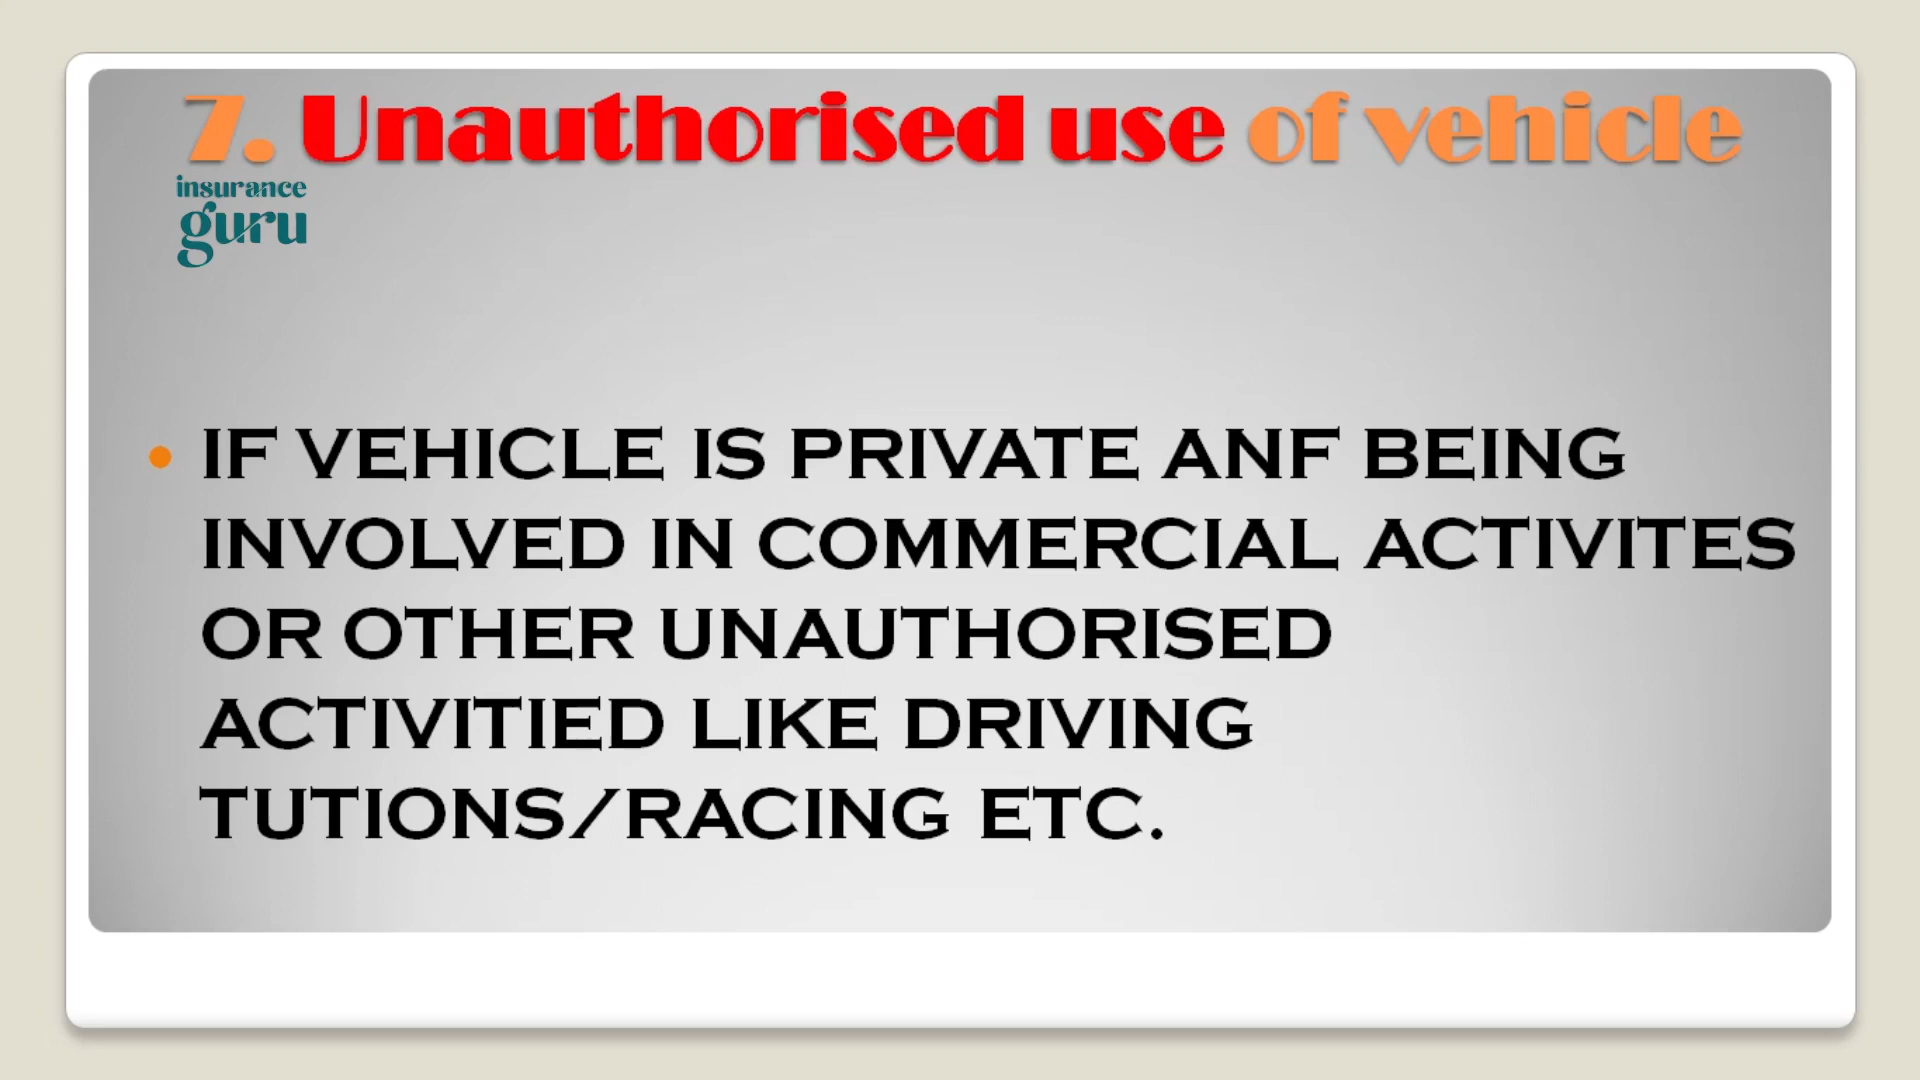 7. Unauthorised use of vehicle
insurance
guru
IF VEHICLE IS PRIVATE ANF BEING
INVOLVED IN COMMERCIAL ACTIVITES
OR OTHER UNAUTHORISED
ACTIVITIED LIKE DRIVING
TUTIONS/RACING ETC.